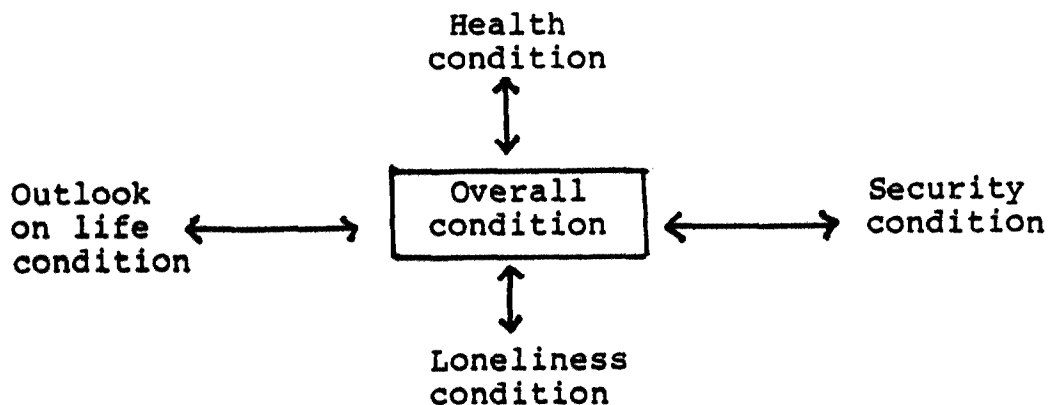 Health
condition
Outlook
on life
condition
Overall
condition
Security
condition
Loneliness
condition